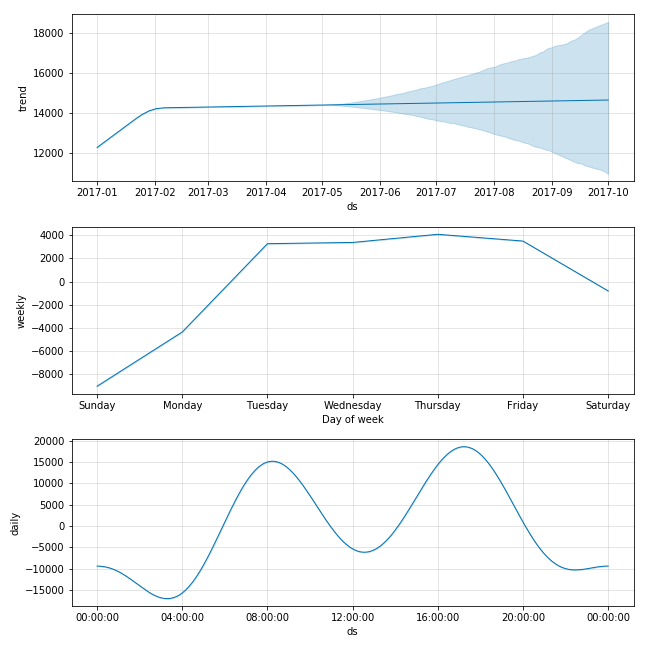 18000
16000
14000
12000
trend
2017-01 2017-02 2017-03 2017-04 2017-05 2017-06 2017-07 2017-08 2017-09 2017-10
ds
4000
2000
0
−2000
−4000
−6000
−8000
weekly
Sunday Monday Tuesday Wednesday Thursday Friday Saturday
Day of week
20000
15000
10000
5000
0
−5000
−10000
−15000
daily
00:00:00 04:00:00 08:00:00 12:00:00 16:00:00 20:00:00 00:00:00
ds